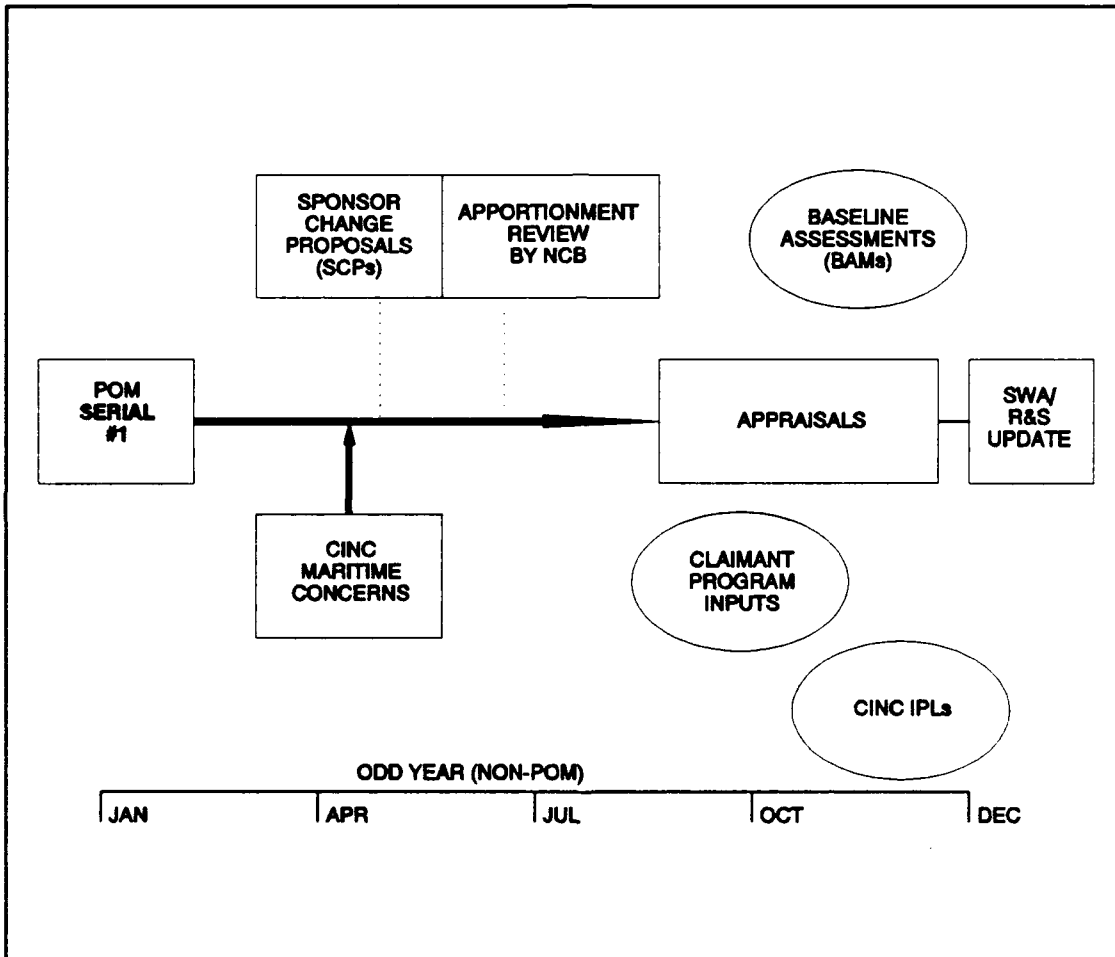 SPONSOR
CHANGE
PROPOSALS
(SCPs)
APPORTIONMENT
REVIEW
BY NCB
BASELINE
ASSESSMENTS
(BAMs)
POM
SERIAL
#1
APPRAISALS
SWA/
R&S
UPDATE
CINC
MARITIME
CONCERNS
CLAIMANT
PROGRAM
INPUTS
CINC IPLs
ODD YEAR (NON-POM)
JAN
APR
JUL
OCT
DEC